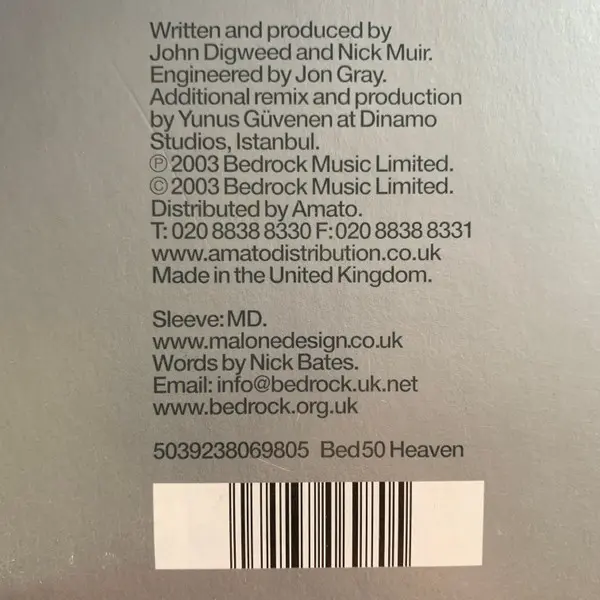 Written and produced by
John Digweed and Nick Muir.
Engineered by Jon Gray.
Additional remix and production
by Yunus Güvenen at Dinamo
Studios, Istanbul.
℗ 2003 Bedrock Music Limited.
© 2003 Bedrock Music Limited.
Distributed by Amato.
T: 020 8838 8330 F: 020 8838 8331
www.amatodistribution.co.uk
Made in the United Kingdom.
Sleeve: MD.
www.malonedesign.co.uk
Words by Nick Bates.
Email: info@bedrock.uk.net
www.bedrock.org.uk
5039238069805 Bed50 Heaven